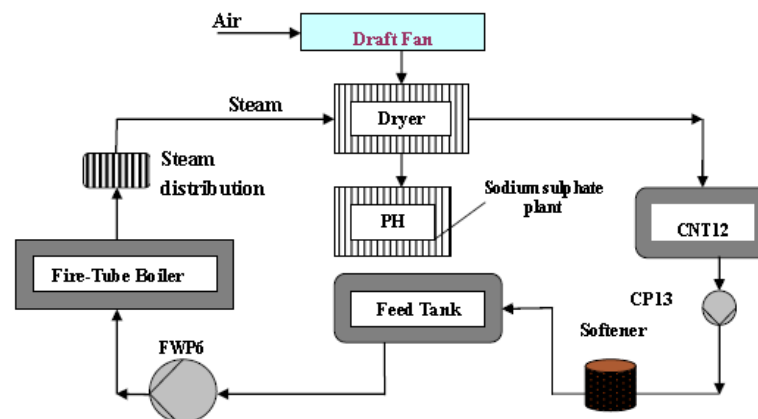 Air
Draft Fan
Steam
Dryer
Steam
distribution
Sodium sulphate
plant
PH
CNT12
Fire-Tube Boiler
Feed Tank
CP13
Softener
FWP6